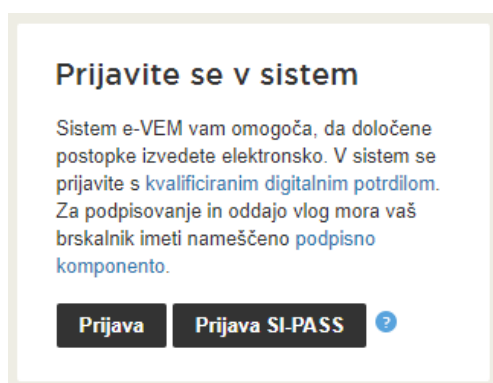 Prijavite se v sistem
Sistem e-VEM vam omogoča, da določene
postopke izvedete elektronsko. V sistem se
prijavite s kvalificiranim digitalnim potrdilom.
Za podpisovanje in oddajo vlog mora vaš
brskalnik imeti nameščeno podpisno
komponento.
Prijava Prijava SI-PASS ?